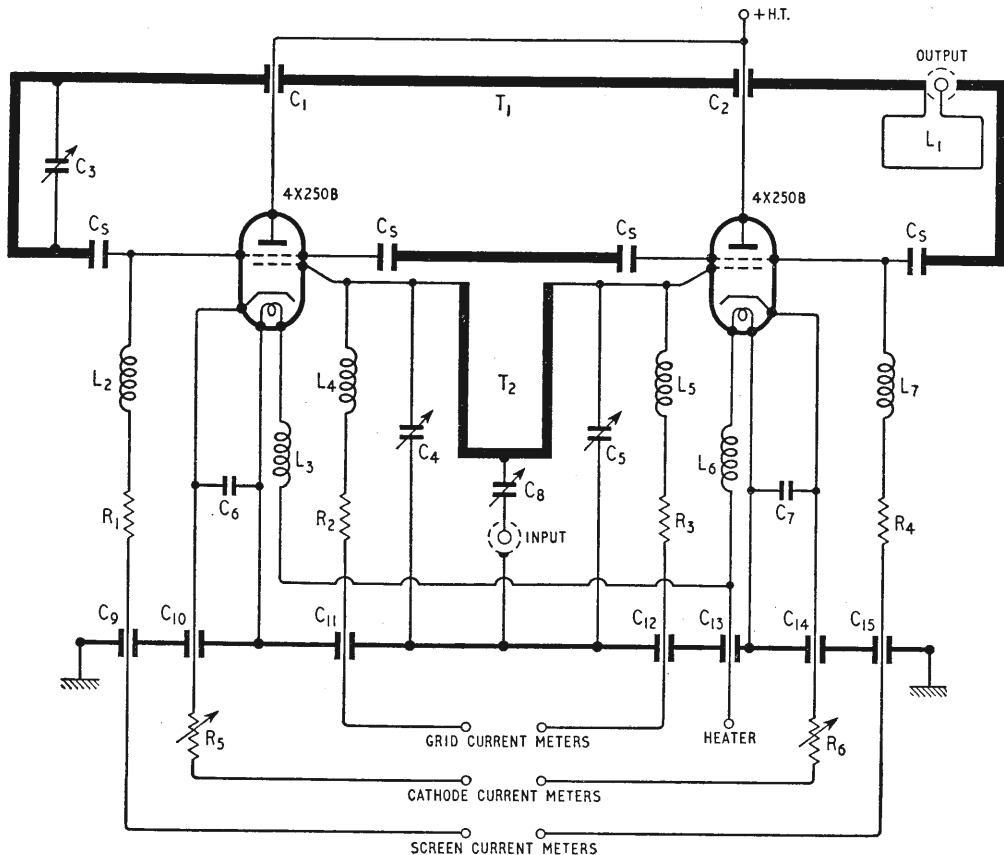 + H.T.
OUTPUT
C1
T1
C2
L1
C3
4X250B
4X250B
CS
CS
CS
CS
L2
L4
T2
L5
L7
L3
C4
C5
L6
C8
R1
C6
R2
INPUT
R3
C7
R4
C9
C10
C11
C12
C13
C14
C15
R5
GRID CURRENT METERS
HEATER
R6
CATHODE CURRENT METERS
SCREEN CURRENT METERS